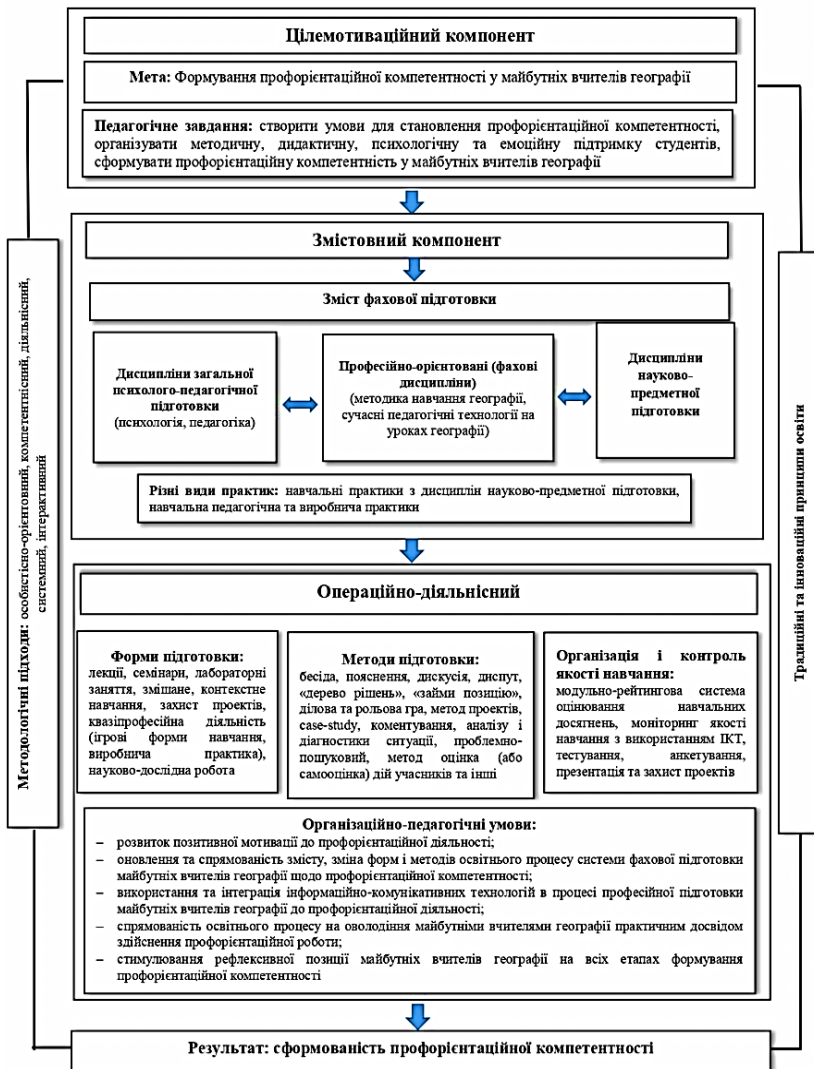 Цілемотиваційний компонент
Мета: Формування профорієнтаційної компетентності у майбутніх вчителів географії
Педагогічне завдання: створити умови для становлення профорієнтаційної компетентності,
організувати методичну, дидактичну, психологічну та емоційну підтримку студентів,
сформувати профорієнтаційну компетентність у майбутніх вчителів географії
Методологічні підходи: особистісно-орієнтовний, компетентнісний, діяльнісний,
системний, інтерактивний
Змістовний компонент
Зміст фахової підготовки
Дисципліни загальної
психолого-педагогічної
підготовки
(психологія, педагогіка)
Професійно-орієнтовані (фахові
дисципліни)
(методика навчання географії,
сучасні педагогічні технології на
уроках географії)
Дисципліни
науково-
предметної
підготовки
Різні види практик: навчальні практики з дисциплін науково-предметної підготовки,
навчальна педагогічна та виробнича практики
Традиційні та інноваційні принципи освіти
Операційно-діяльнісний
Форми підготовки:
лекції, семінари, лабораторні
заняття, змішане, контекстне
навчання, захист проектів,
квазіпрофесійна діяльність
(ігрові форми навчання,
виробнича практика),
науково-дослідна робота
Методи підготовки:
бесіда, пояснення, дискусія, диспут,
«дерево рішень», «займи позицію»,
ділова та рольова гра, метод проектів,
case-study, коментування, аналізу і
діагностики ситуації, проблемно-
пошуковий, метод оцінка (або
самооцінка) дій учасників та інші
Організація і контроль
якості навчання:
модульно-рейтингова система
оцінювання навчальних
досягнень, моніторинг якості
навчання з використанням ІКТ,
тестування, анкетування,
презентація та захист проектів
Організаційно-педагогічні умови:
– розвиток позитивної мотивації до профорієнтаційної діяльності;
– оновлення та спрямованість змісту, зміна форм і методів освітнього процесу системи фахової підготовки
майбутніх вчителів географії щодо профорієнтаційної компетентності;
– використання та інтеграція інформаційно-комунікативних технологій в процесі професійної підготовки
майбутніх вчителів географії до профорієнтаційної діяльності;
– спрямованість освітнього процесу на оволодіння майбутніми вчителями географії практичним досвідом
здійснення профорієнтаційної роботи;
– стимулювання рефлексивної позиції майбутніх вчителів географії на всіх етапах формування
профорієнтаційної компетентності
Результат: сформованість профорієнтаційної компетентності